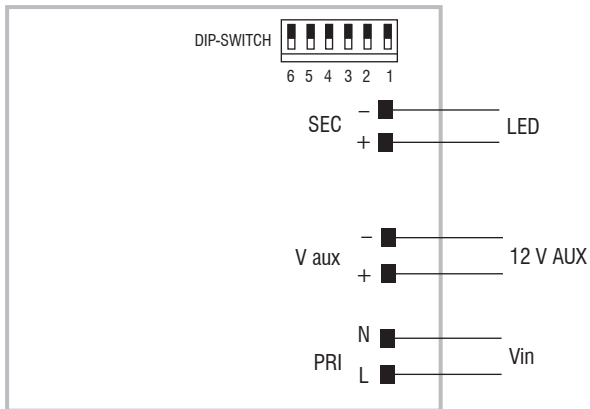 DIP-SWITCH
6 5 4 3 2 1
−
SEC
+
LED
−
V aux
+
12 V AUX
N
PRI
L
Vin